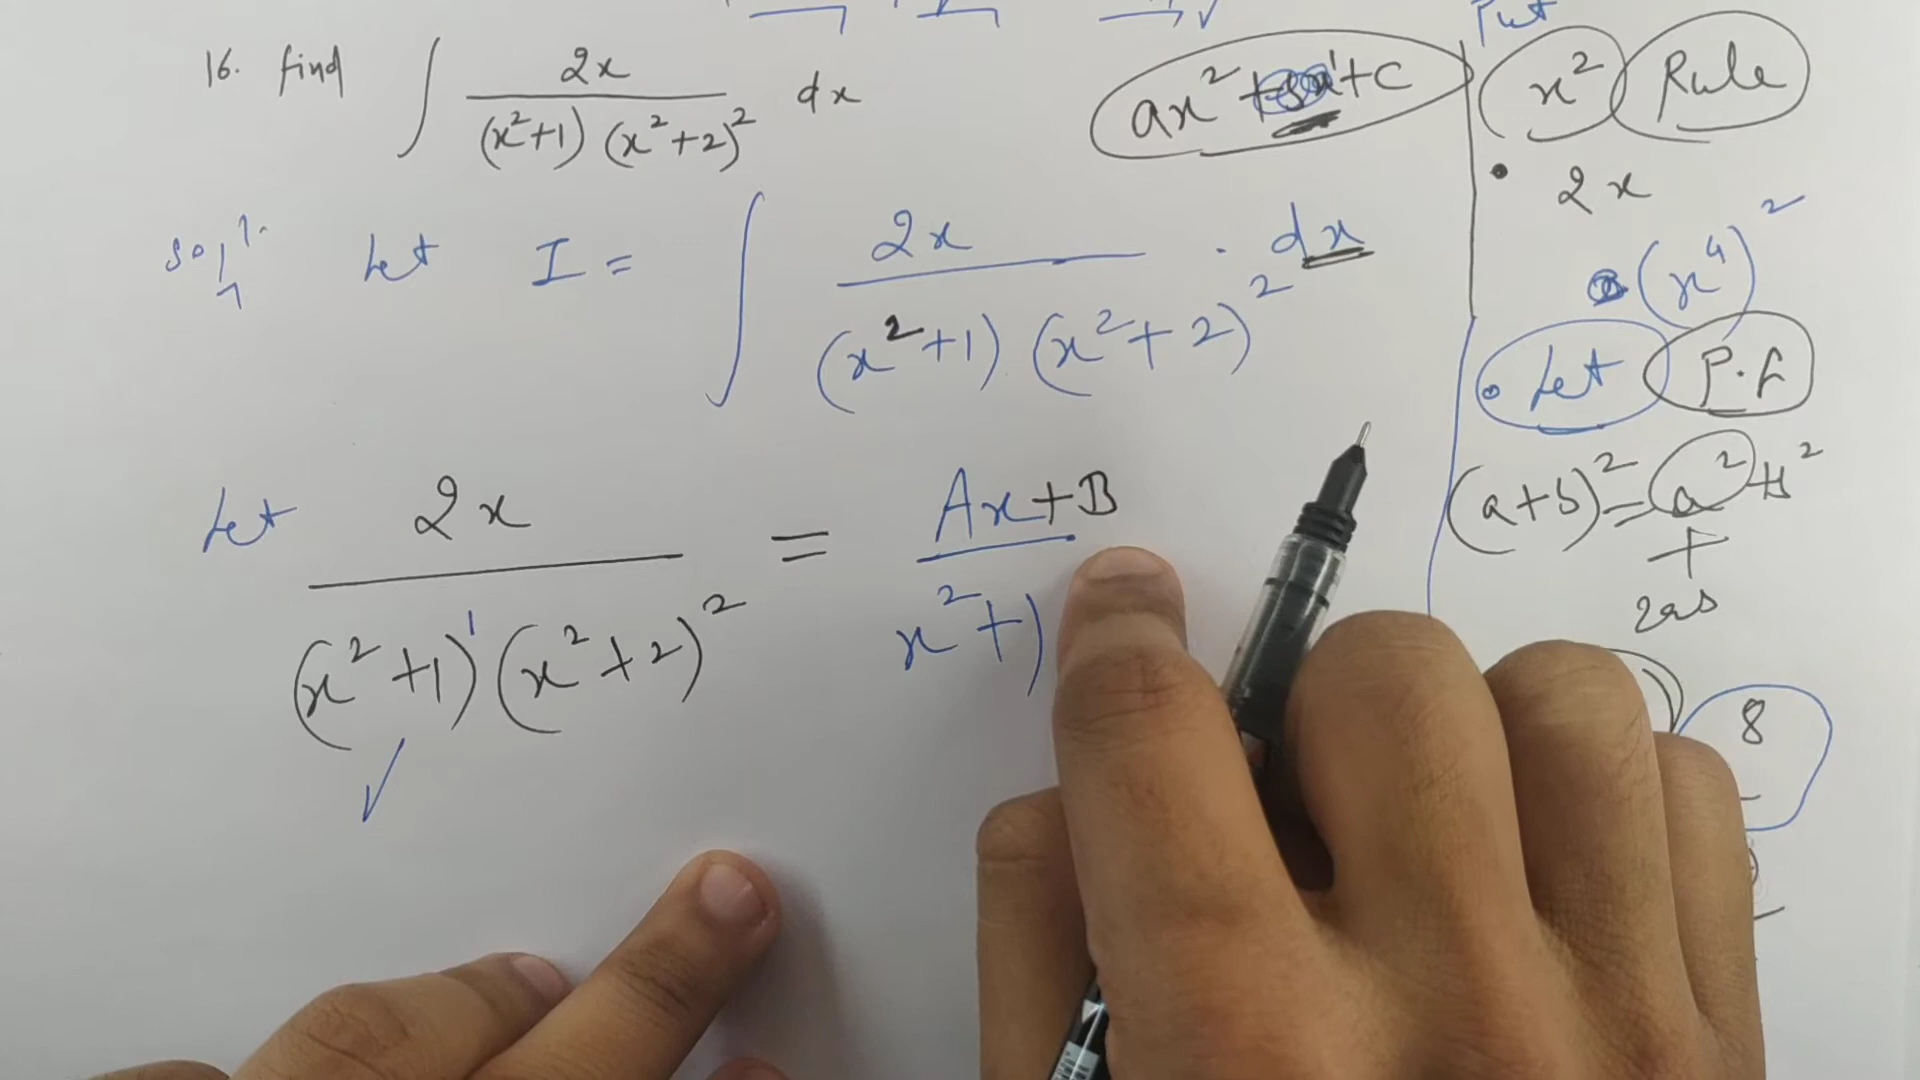 Put
16. find ∫ 2x / (x²+1) (x²+2)² dx
ax² + bx¹ + c
x² Rule
2x
Soln. Let I = ∫ 2x / (x²+1) (x²+2)² . dx
(x⁴)²
Let P.f
Let 2x / (x²+1)¹ (x²+2)² = Ax+B / x²+1
(a+b)² = a² + b²
+
2ab
8